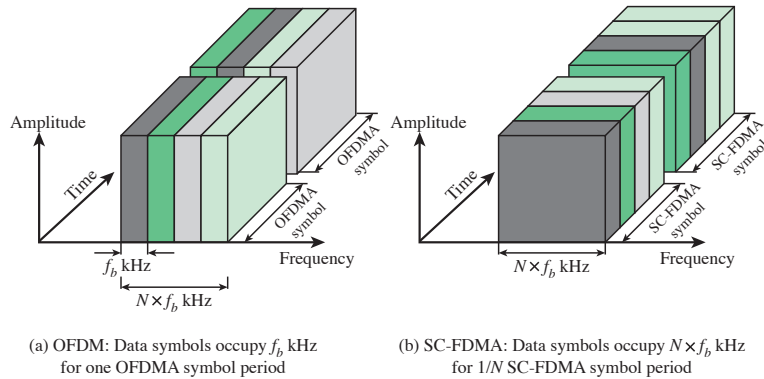 Amplitude
Time
OFDMA
symbol
OFDMA
symbol
Frequency
f_b kHz
N × f_b kHz
(a) OFDM: Data symbols occupy f_b kHz
for one OFDMA symbol period
Amplitude
Time
SC-FDMA
symbol
SC-FDMA
symbol
Frequency
N × f_b kHz
(b) SC-FDMA: Data symbols occupy N × f_b kHz
for 1/N SC-FDMA symbol period